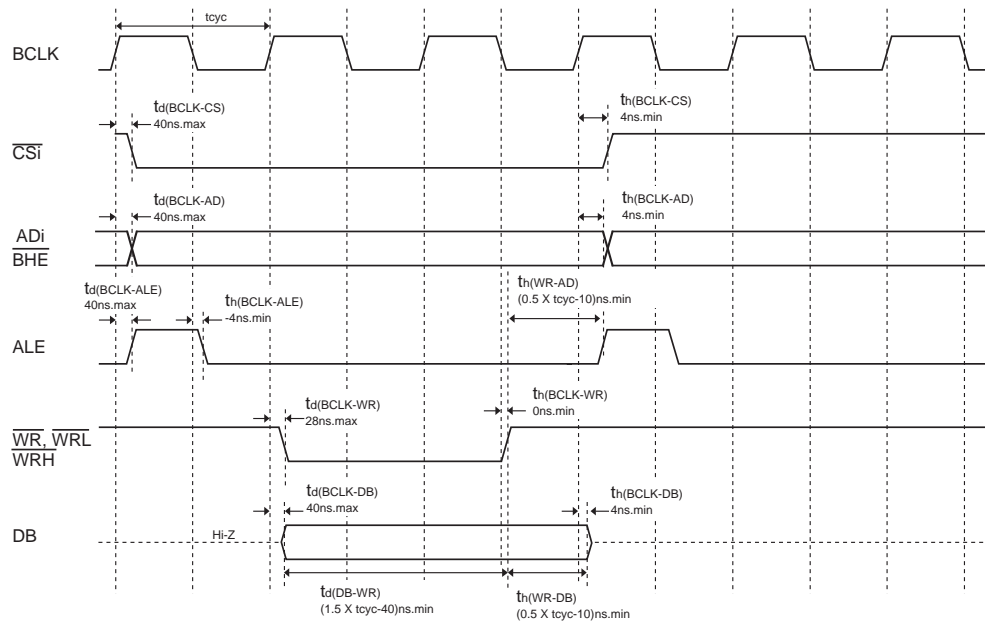 tcyc
BCLK
td(BCLK-CS)
40ns.max
th(BCLK-CS)
4ns.min
CSi
td(BCLK-AD)
40ns.max
th(BCLK-AD)
4ns.min
ADi
BHE
td(BCLK-ALE)
40ns.max
th(BCLK-ALE)
-4ns.min
th(WR-AD)
(0.5 X tcyc-10)ns.min
ALE
td(BCLK-WR)
28ns.max
th(BCLK-WR)
0ns.min
WR, WRL
WRH
td(BCLK-DB)
40ns.max
th(BCLK-DB)
4ns.min
DB
Hi-Z
td(DB-WR)
(1.5 X tcyc-40)ns.min
th(WR-DB)
(0.5 X tcyc-10)ns.min